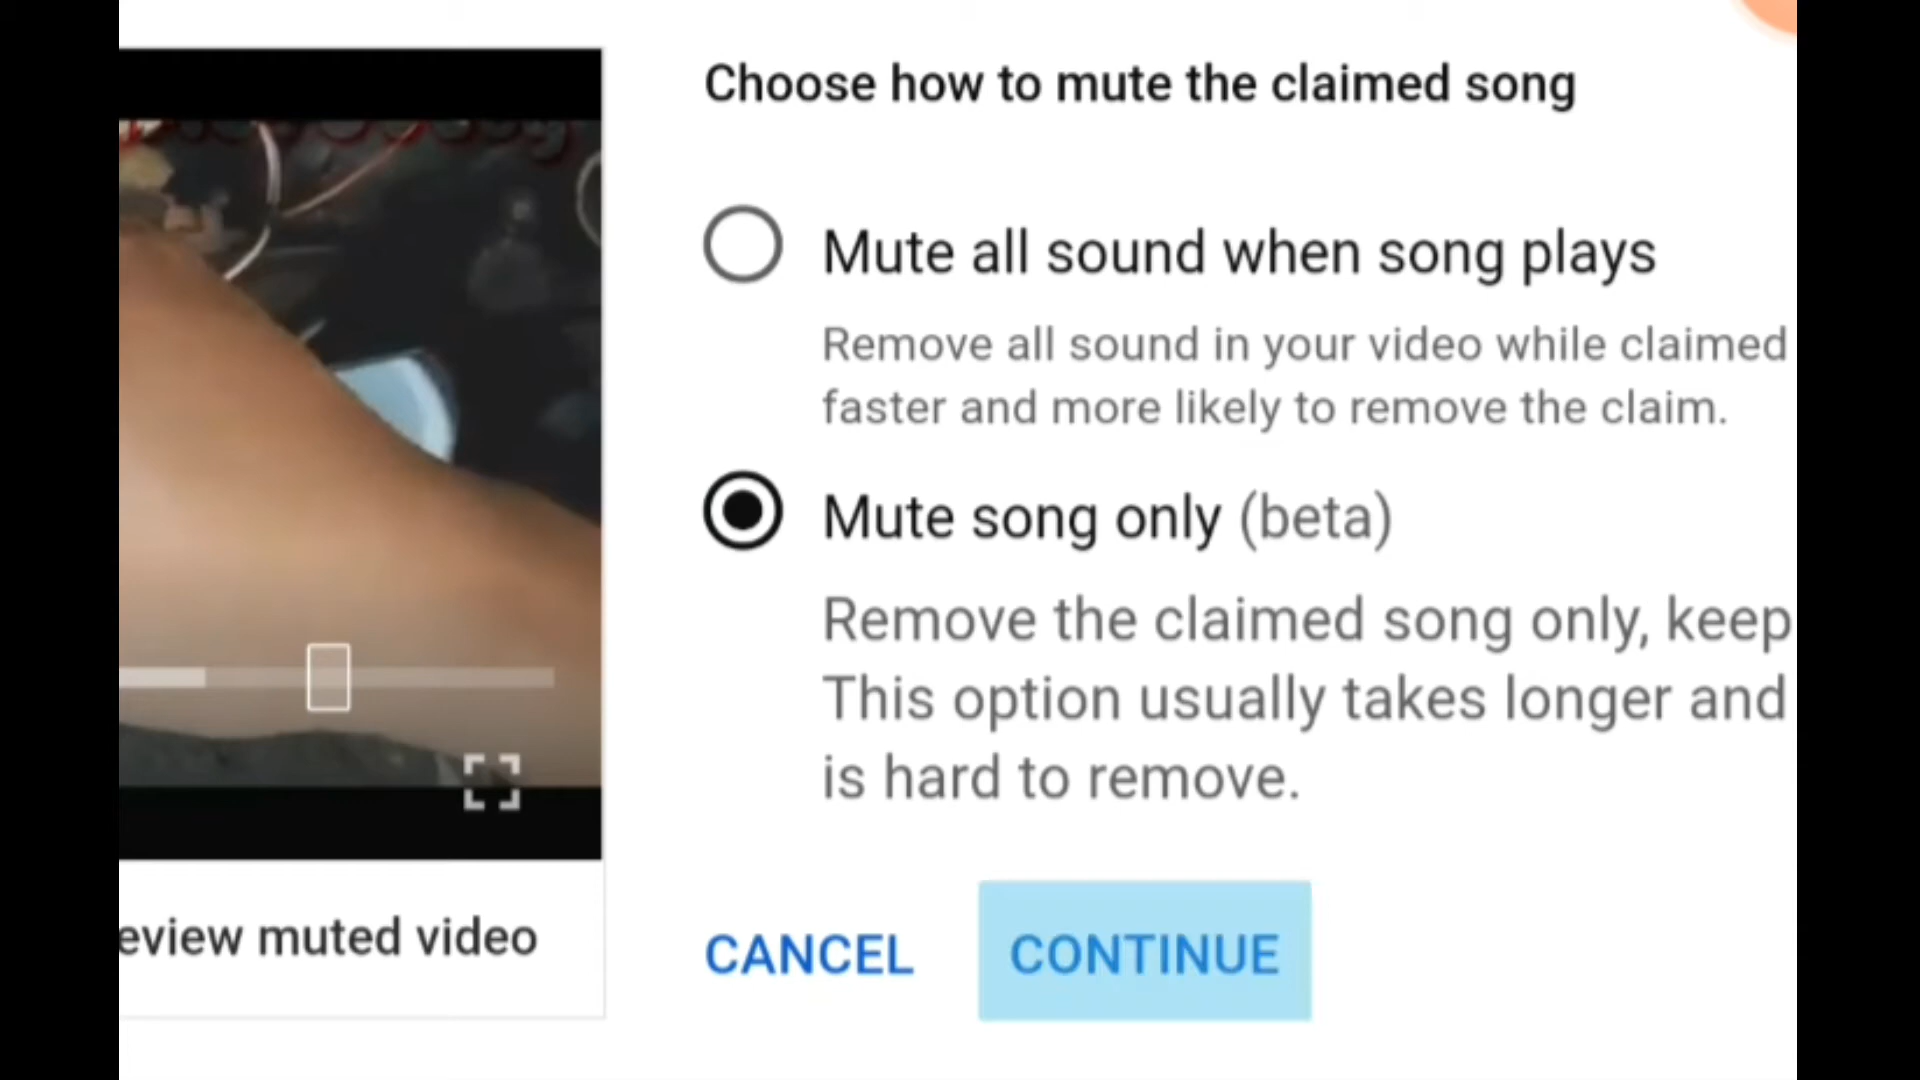 Choose how to mute the claimed song
Mute all sound when song plays
Remove all sound in your video while claimed
faster and more likely to remove the claim.
Mute song only (beta)
Remove the claimed song only, keep
This option usually takes longer and
is hard to remove.
eview muted video
CANCEL CONTINUE